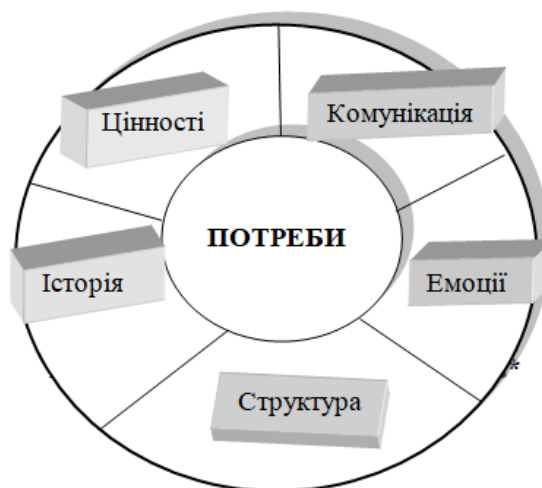 Цінності
Комунікація
ПОТРЕБИ
Історія
Емоції
*
Структура